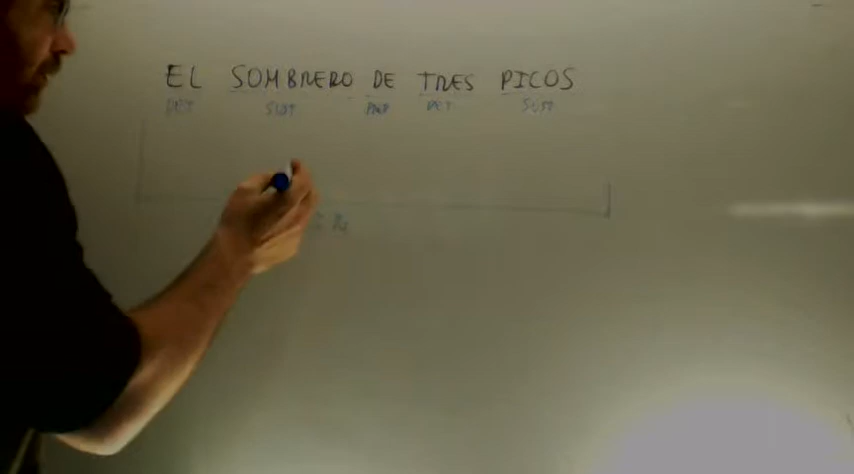 EL SOMBRERO DE TRES PICOS
DET SUST PREP DET SUST